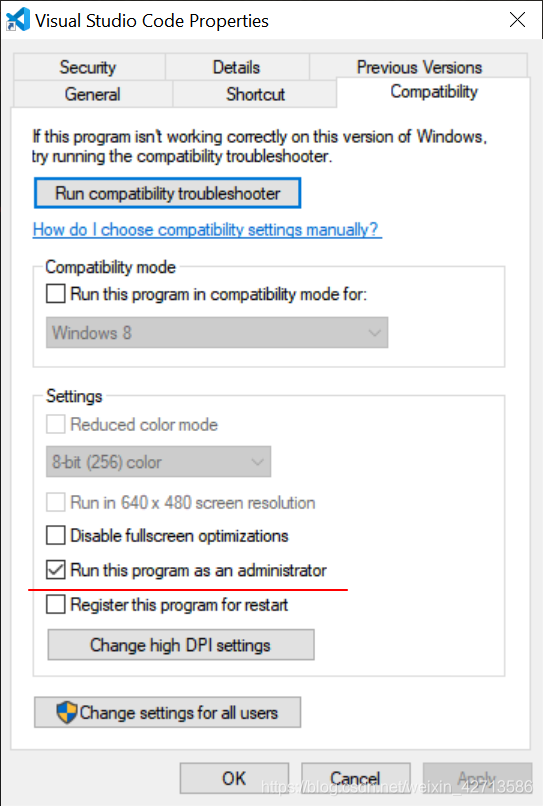 Visual Studio Code Properties
Security
Details
Previous Versions
General
Shortcut
Compatibility
If this program isn't working correctly on this version of Windows,
try running the compatibility troubleshooter.
Run compatibility troubleshooter
How do I choose compatibility settings manually?
Compatibility mode
Run this program in compatibility mode for:
Windows 8
Settings
Reduced color mode
8-bit (256) color
Run in 640 x 480 screen resolution
Disable fullscreen optimizations
Run this program as an administrator
Register this program for restart
Change high DPI settings
Change settings for all users
OK
Cancel
Apply
https://blog.csdn.net/weixin_42713586